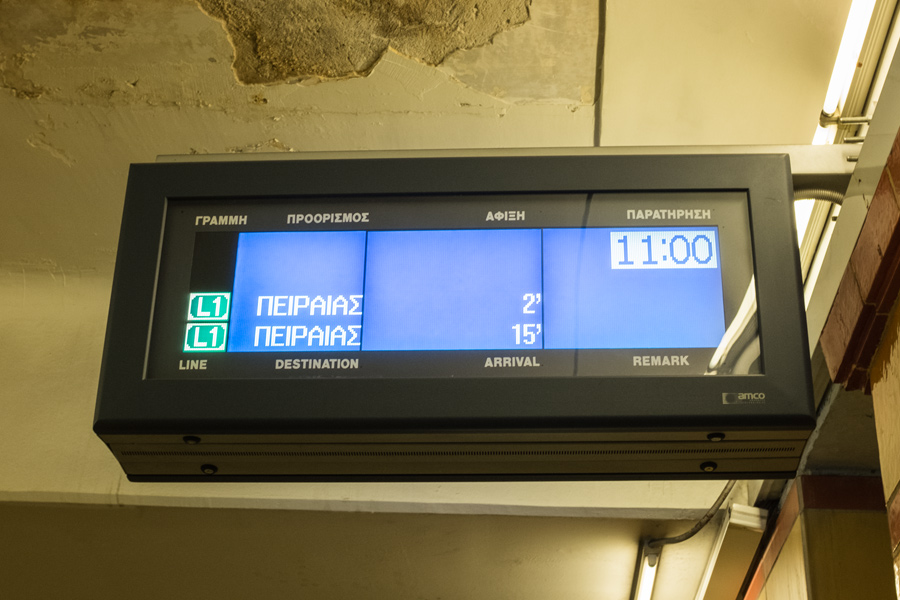 ΓΡΑΜΜΗ ΠΡΟΟΡΙΣΜΟΣ ΑΦΙΞΗ ΠΑΡΑΤΗΡΗΣΗ
11:00
L1 ΠΕΙΡΑΙΑΣ 2’
L1 ΠΕΙΡΑΙΑΣ 15’
LINE DESTINATION ARRIVAL REMARK
amco